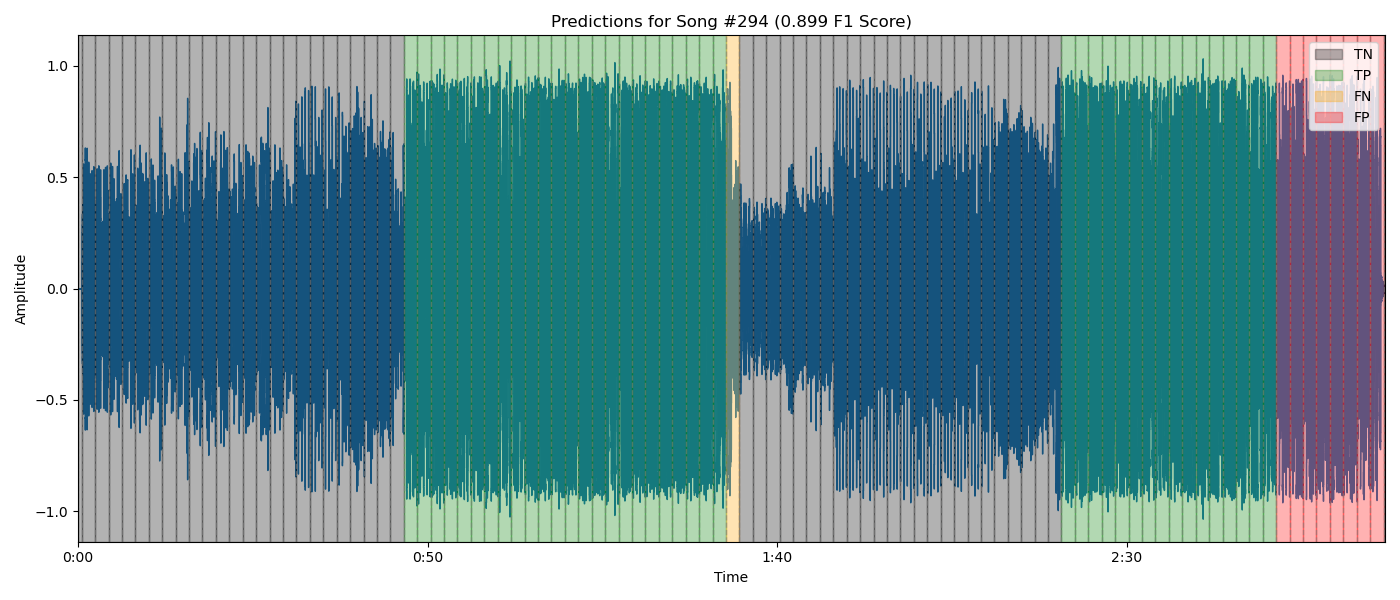 Predictions for Song #294 (0.899 F1 Score)
TN
TP
FN
FP
1.0
0.5
0.0
−0.5
−1.0
Amplitude
0:00
0:50
1:40
2:30
Time